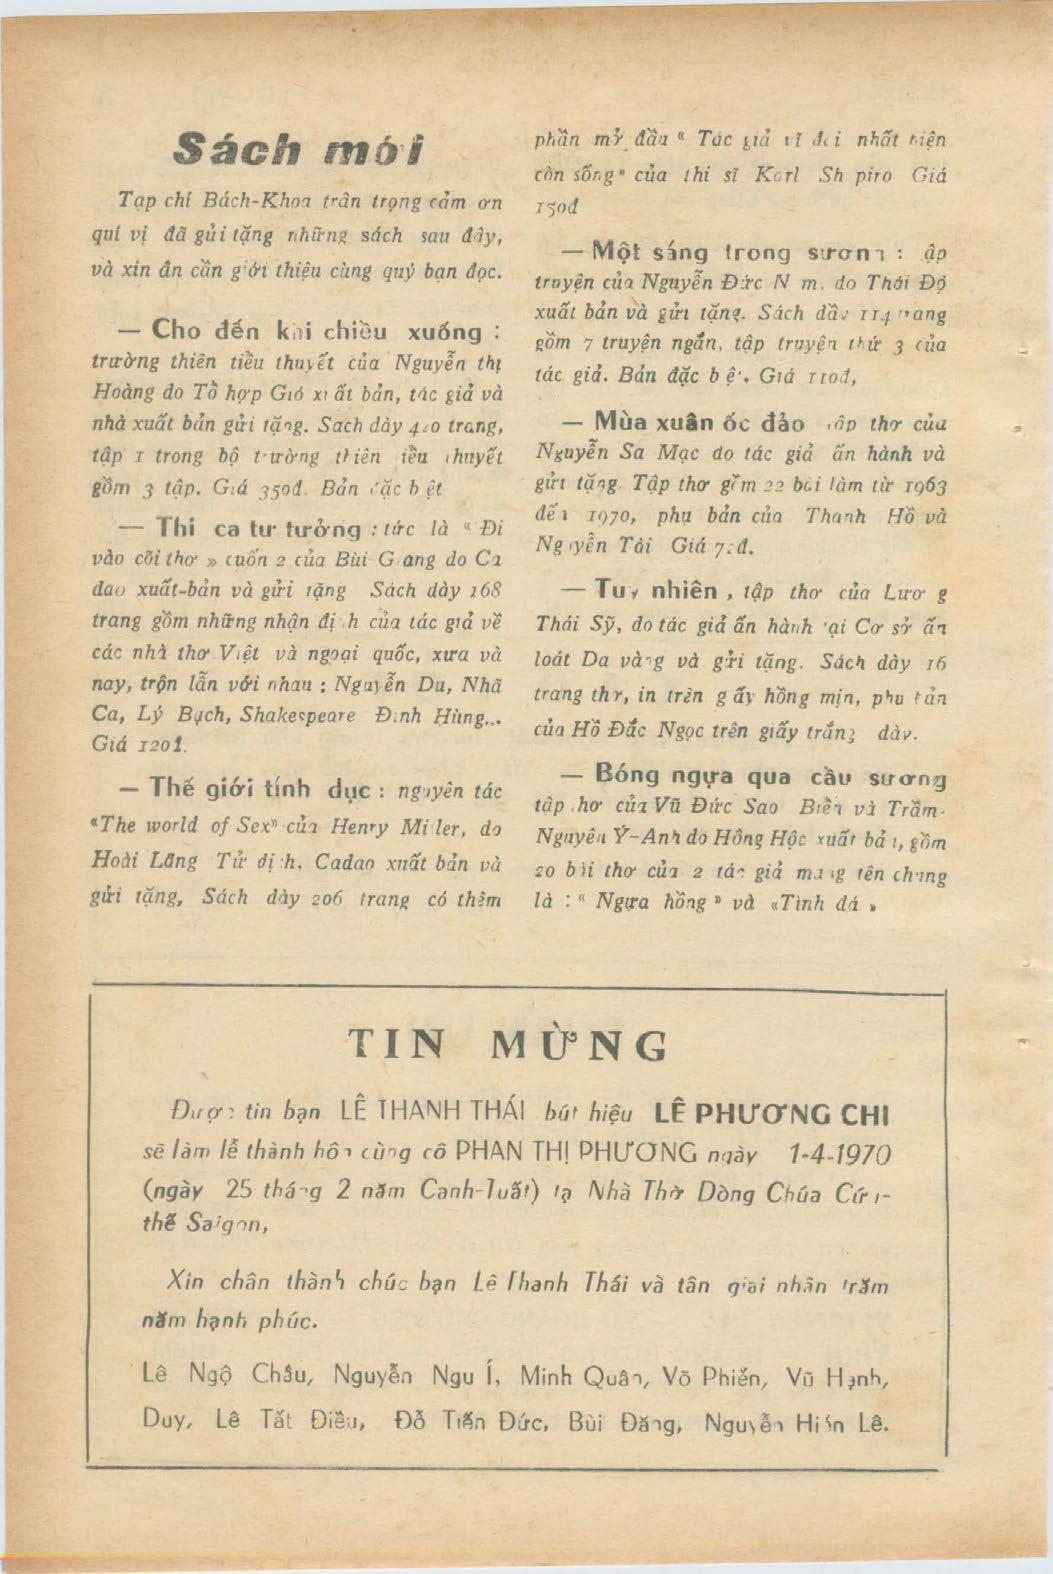 Sách mới
Tạp chí Bách-Khoa trân trọng cảm ơn
quí vị đã gửi tặng những sách sau đây,
và xin ân cần giới thiệu cùng quý bạn đọc.
— Cho đến khi chiều xuống :
trường thiên tiểu thuyết của Nguyễn thị
Hoàng do Tổ hợp Gió xuất bản, tác giả và
nhà xuất bản gửi tặng. Sach dày trang,
tập 1 trong bộ trường thiên tiểu thuyết
gồm 3 tập. Giá 350đ. Bản đặc biệt
— Thi ca tư tưởng : tức là « Đi
vào cõi thơ » cuốn 2 của Bùi Giáng do Ca
dao xuất-bản và gửi tặng Sách dày 168
trang gồm những nhận định của tác giả về
các nhà thơ Việt và ngoại quốc, xưa và
nay, trộn lẫn với nhau : Nguyễn Du, Nhã
Ca, Lý Bạch, Shakespeare Đinh Hùng...
Giá 120đ.
— Thế giới tính dục : nguyên tác
«The world of Sex» của Henry Miller, do
Hoài Lãng Tử dịch, Cadao xuất bản và
gửi tặng, Sách dày 206 trang có thêm
phần mở đầu « Tác giả vĩ đại nhất hiện
còn sống» của thi sĩ Karl Shapiro Giá
150đ
— Một sáng trong sương : tập
truyện của Nguyễn Đức Nam, do Thái Độ
xuất bản và gửi tặng. Sách dầy 114 trang
gồm 7 truyện ngắn, tập truyện thứ 3 của
tác giả. Bản đặc biệt. Giá 110đ,
— Mùa xuân ốc đảo tập thơ của
Nguyễn Sa Mạc do tác giả ấn hành và
gửi tặng. Tập thơ gồm 22 bài làm từ 1963
đến 1970, phụ bản của Thanh Hồ và
Nguyễn Tài Giá
— Tuy nhiên , tập thơ của Lương
Thái Sỹ, do tác giả ấn hành tại Cơ sở ấn
loát Da vàng và gửi tặng. Sách dày 16
trang thơ, in trên giấy hồng mịn, phụ bản
của Hồ Đắc Ngọc trên giấy trắng dày.
— Bóng ngựa qua cầu sương
tập thơ của Vũ Đức Sao Biển và Trầm-
Nguyên Ý-Anh do Hồng Hộc xuất bản, gồm
20 bài thơ của 2 tác giả mang tên chung
là : « Ngựa hồng » và «Tình đá »
TIN MỪNG
Được tin bạn LÊ THANH THÁI bút hiệu LÊ PHƯƠNG CHI
sẽ làm lễ thành hôn cùng cô PHAN THỊ PHƯƠNG ngày 1-4-1970
(ngày 25 tháng 2 năm Canh-Tuất) tại Nhà Thờ Dòng Chúa Cứu-
thế Saigon,
Xin chân thành chúc bạn Lê Thanh Thái và tân giai nhân trăm
năm hạnh phúc.
Lê Ngộ Châu, Nguyễn Ngu Í, Minh Quân, Võ Phiến, Vũ Hạnh,
Duy, Lê Tất Điều, Đỗ Tiến Đức, Bùi Đăng, Nguyễn Hiến Lê.